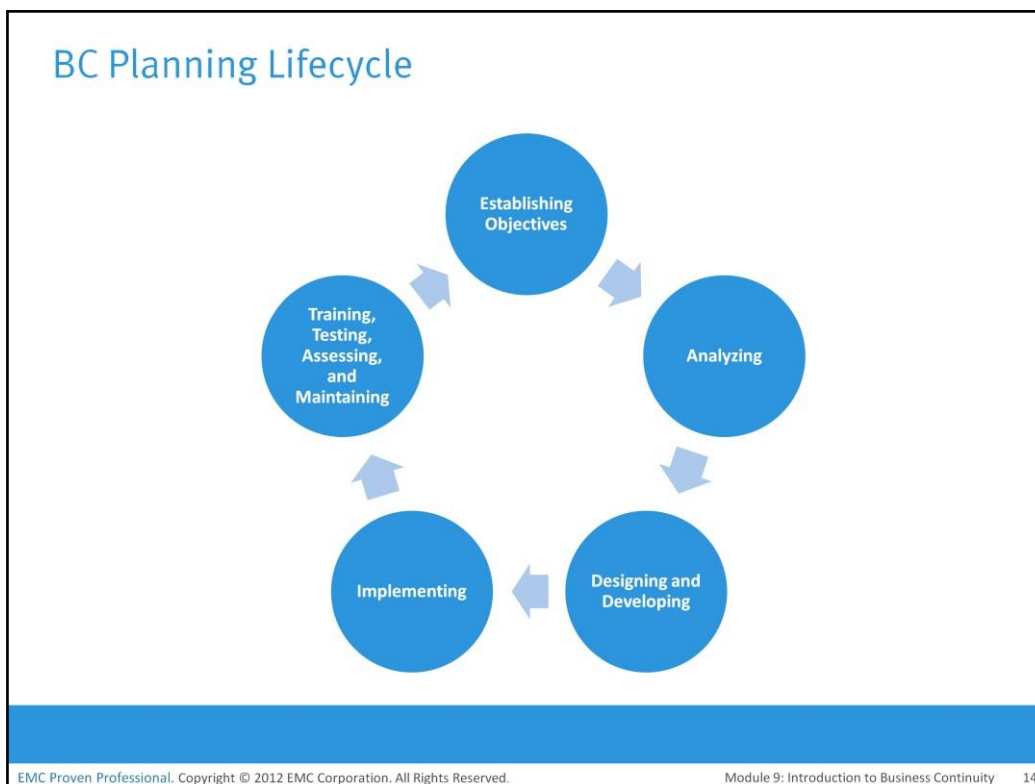 BC Planning Lifecycle
Establishing
Objectives
Analyzing
Designing and
Developing
Implementing
Training,
Testing,
Assessing,
and
Maintaining
EMC Proven Professional. Copyright © 2012 EMC Corporation. All Rights Reserved.
Module 9: Introduction to Business Continuity 14